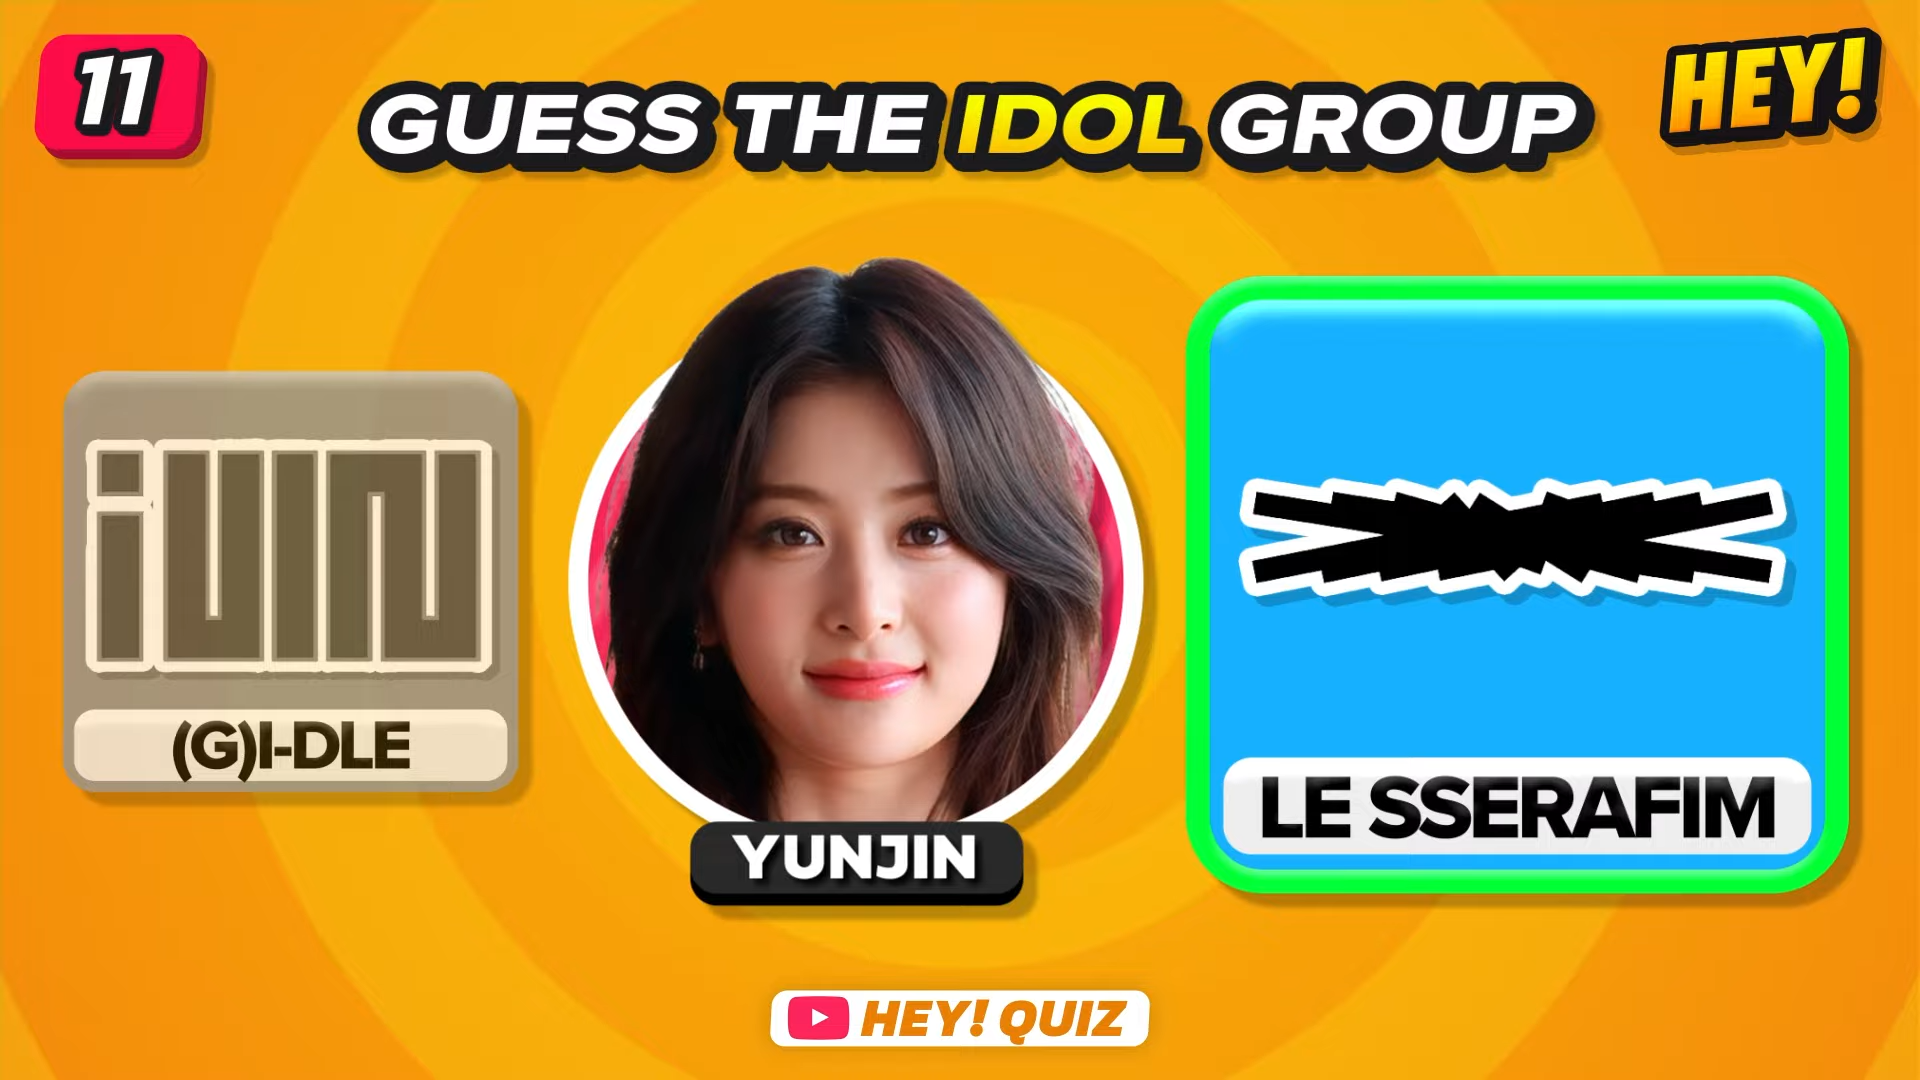 11
GUESS THE IDOL GROUP
HEY!
(G)I-DLE
YUNJIN
LE SSERAFIM
HEY! QUIZ